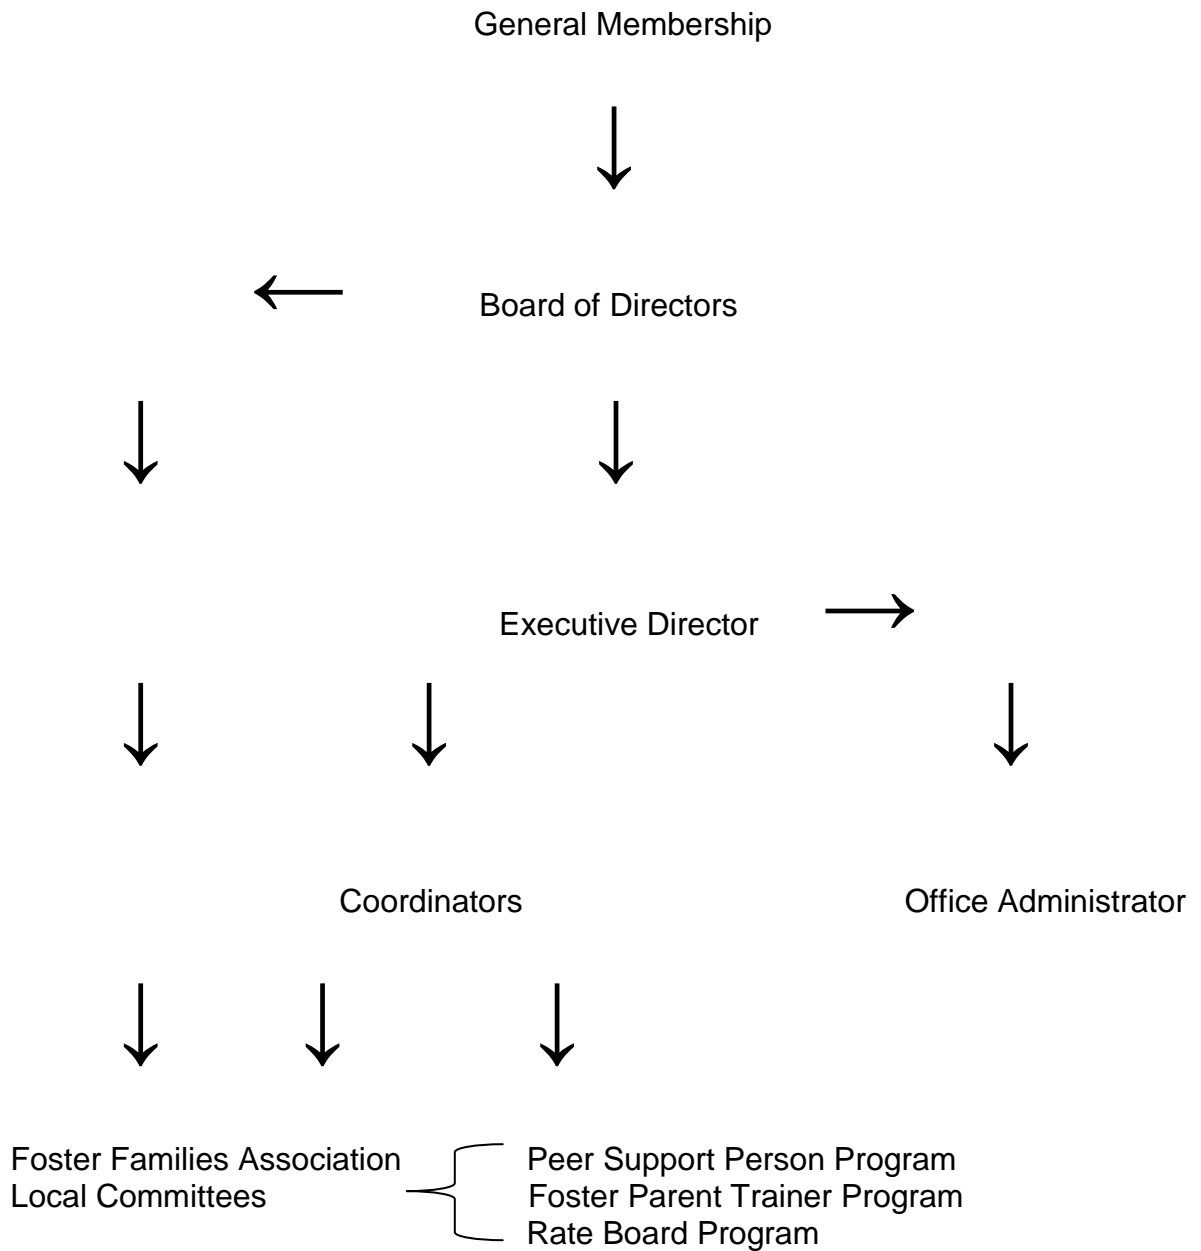 General Membership
Board of Directors
Executive Director
Coordinators
Office Administrator
Foster Families Association
Local Committees
Peer Support Person Program
Foster Parent Trainer Program
Rate Board Program